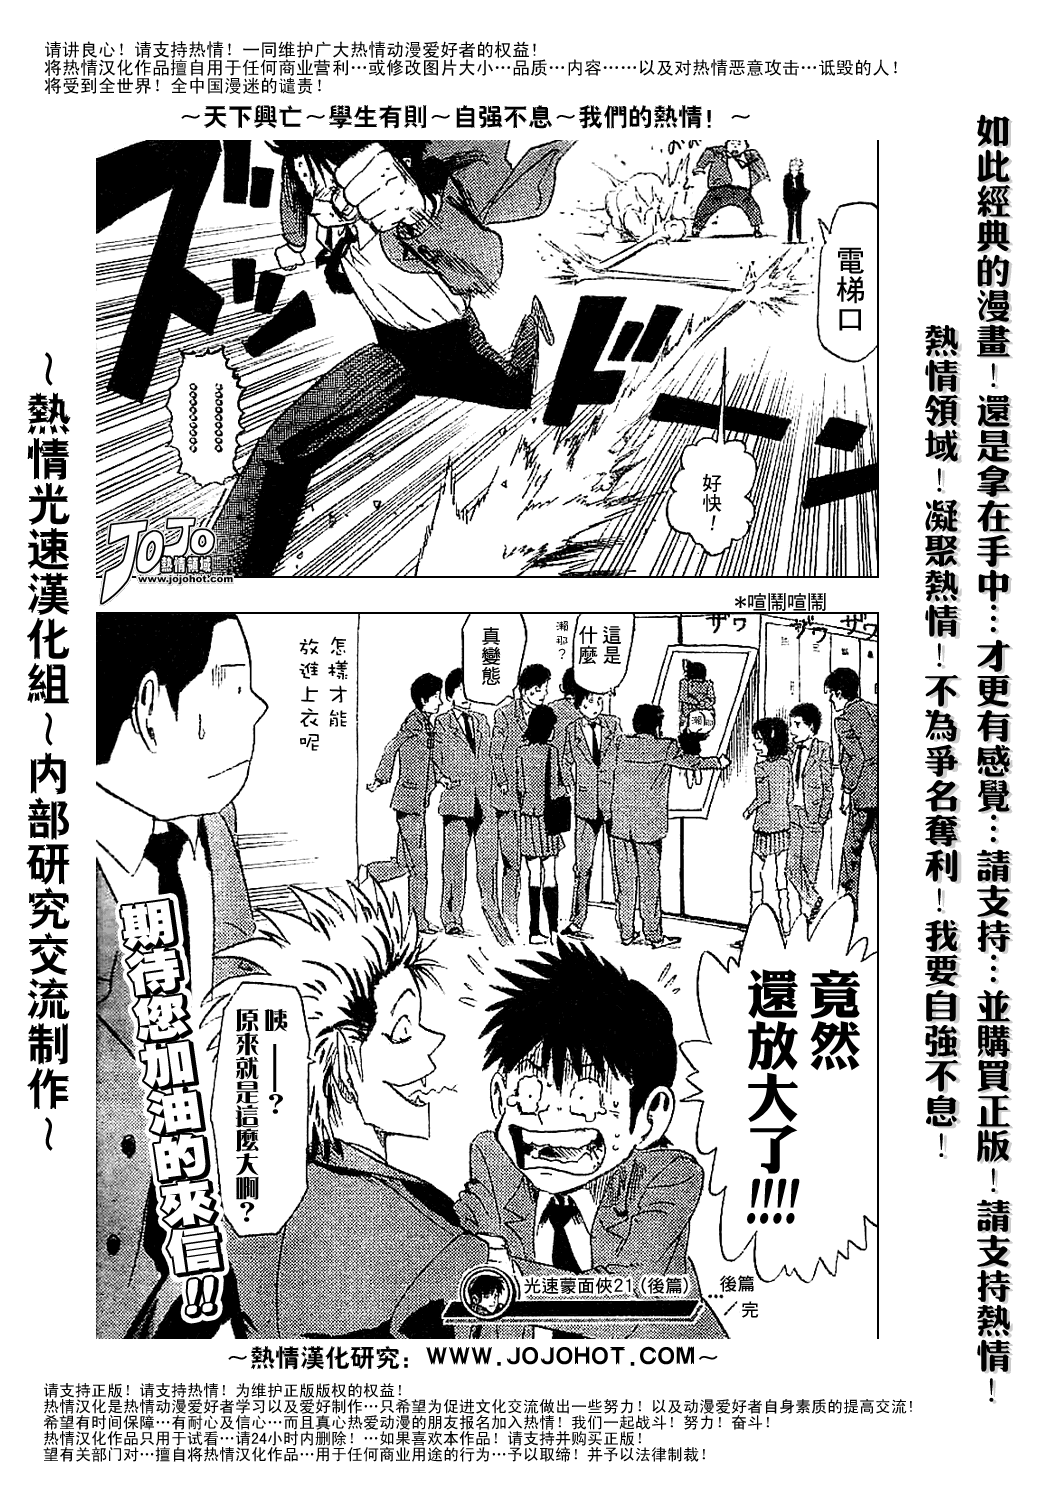 请讲良心！请支持热情！一同维护广大热情动漫爱好者的权益！
将热情汉化作品擅自用于任何商业营利…或修改图片大小…品质…内容……以及对热情恶意攻击…诋毁的人！
将受到全世界！全中国漫迷的谴责！
～天下興亡～學生有則～自强不息～我們的熱情！～
如此經典的漫畫！還是拿在手中…才更有感覺…請支持…並購買正版！請支持熱情！
熱情領域！凝聚熱情！不為爭名奪利！我要自強不息！
～熱情光速漢化組～内部研究交流制作～
電梯口
ドドーン
好快！
………
………
JoJo
熱情領域
www.jojohot.com
*喧鬧喧鬧
ザワ
ザワ
ザワ
這是
什麼
真變態
怎樣才能
放進上衣
呢
竟然
還放大了!!!!
咦——？
原來就是這麼大啊？
期待您加油的來信!!
光速蒙面俠21（後篇）
…後篇
／完
～熱情漢化研究：WWW.JOJOHOT.COM～
请支持正版！请支持热情！为维护正版版权的权益！
热情汉化是热情动漫爱好者学习以及爱好制作…只希望为促进文化交流做出一些努力！以及动漫爱好者自身素质的提高交流！
希望有时间保障…有耐心及信心…而且真心热爱动漫的朋友报名加入热情！我们一起战斗！努力！奋斗！
热情汉化作品只用于试看…请24小时内删除！…如果喜欢本作品！请支持并购买正版！
望有关部门对…擅自将热情汉化作品…用于任何商业用途的行为…予以取缔！并予以法律制裁！